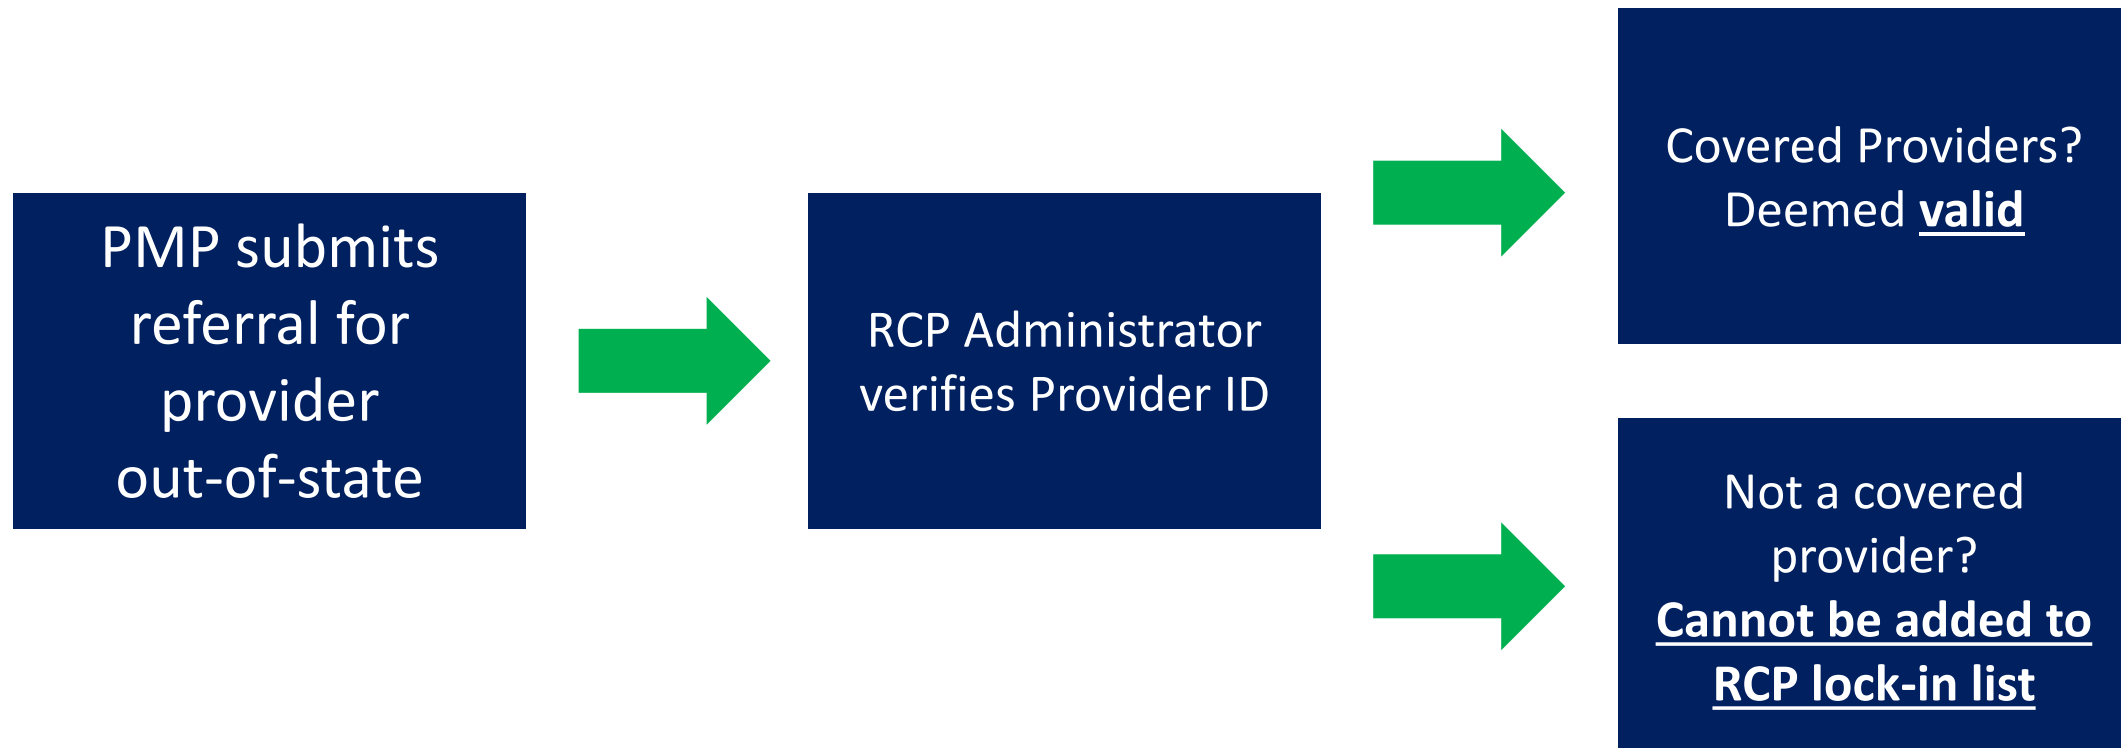 PMP submits
referral for
provider
out-of-state
RCP Administrator
verifies Provider ID
Covered Providers?
Deemed valid
Not a covered
provider?
Cannot be added to
RCP lock-in list